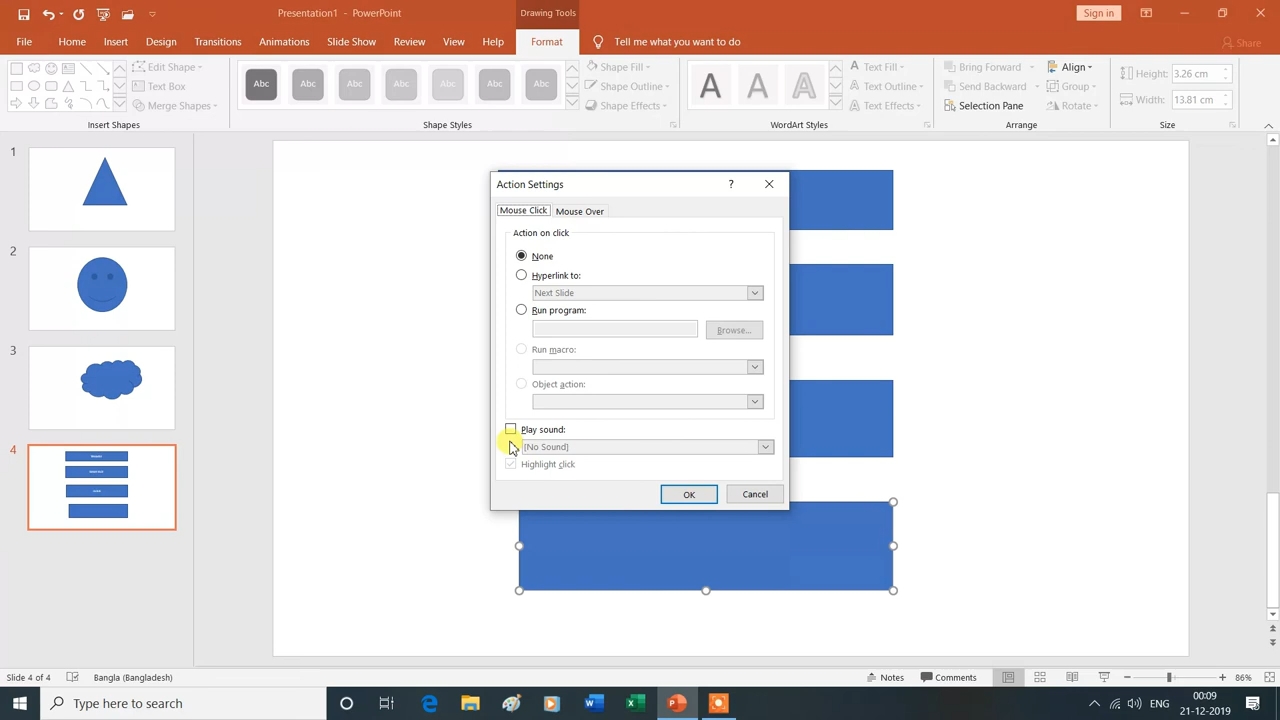 Presentation1 - PowerPoint
Drawing Tools
Sign in
File Home Insert Design Transitions Animations Slide Show Review View Help Format Tell me what you want to do Share
Edit Shape
Text Box
Merge Shapes
Insert Shapes
Abc Abc Abc Abc Abc Abc Abc
Shape Fill
Shape Outline
Shape Effects
Shape Styles
A A A
Text Fill
Text Outline
Text Effects
WordArt Styles
Bring Forward
Send Backward
Selection Pane
Align
Group
Rotate
Arrange
Height: 3.26 cm
Width: 13.81 cm
Size
1
2
3
4
Action Settings
?
Mouse Click Mouse Over
Action on click
None
Hyperlink to:
Next Slide
Run program:
Browse...
Run macro:
Object action:
Play sound:
[No Sound]
Highlight click
OK Cancel
Slide 4 of 4 Bangla (Bangladesh) Notes Comments 86%
Type here to search
ENG
00:09
21-12-2019